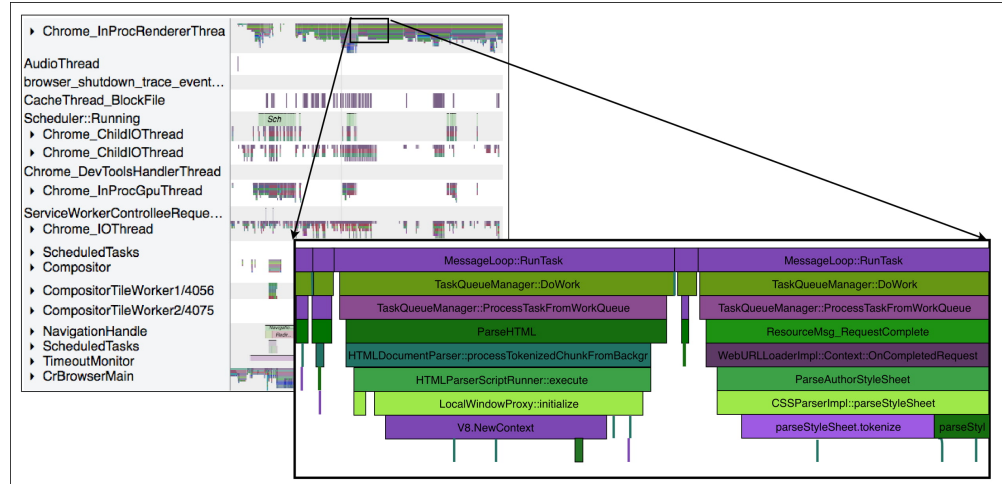 Chrome_InProcRendererThrea
AudioThread
browser_shutdown_trace_event…
CacheThread_BlockFile
Scheduler::Running
Sch
Chrome_ChildIOThread
Chrome_ChildIOThread
Chrome_DevToolsHandlerThread
Chrome_InProcGpuThread
ServiceWorkerControlleeReque…
Chrome_IOThread
ScheduledTasks
Compositor
CompositorTileWorker1/4056
CompositorTileWorker2/4075
NavigationHandle
ScheduledTasks
TimeoutMonitor
CrBrowserMain
MessageLoop::RunTask MessageLoop::RunTask
TaskQueueManager::DoWork TaskQueueManager::DoWork
TaskQueueManager::ProcessTaskFromWorkQueue TaskQueueManager::ProcessTaskFromWorkQueue
ParseHTML ResourceMsg_RequestComplete
HTMLDocumentParser::processTokenizedChunkFromBackgr WebURLLoaderImpl::Context::OnCompletedRequest
HTMLParserScriptRunner::execute ParseAuthorStyleSheet
LocalWindowProxy::initialize CSSParserImpl::parseStyleSheet
V8.NewContext parseStyleSheet.tokenize parseStyl